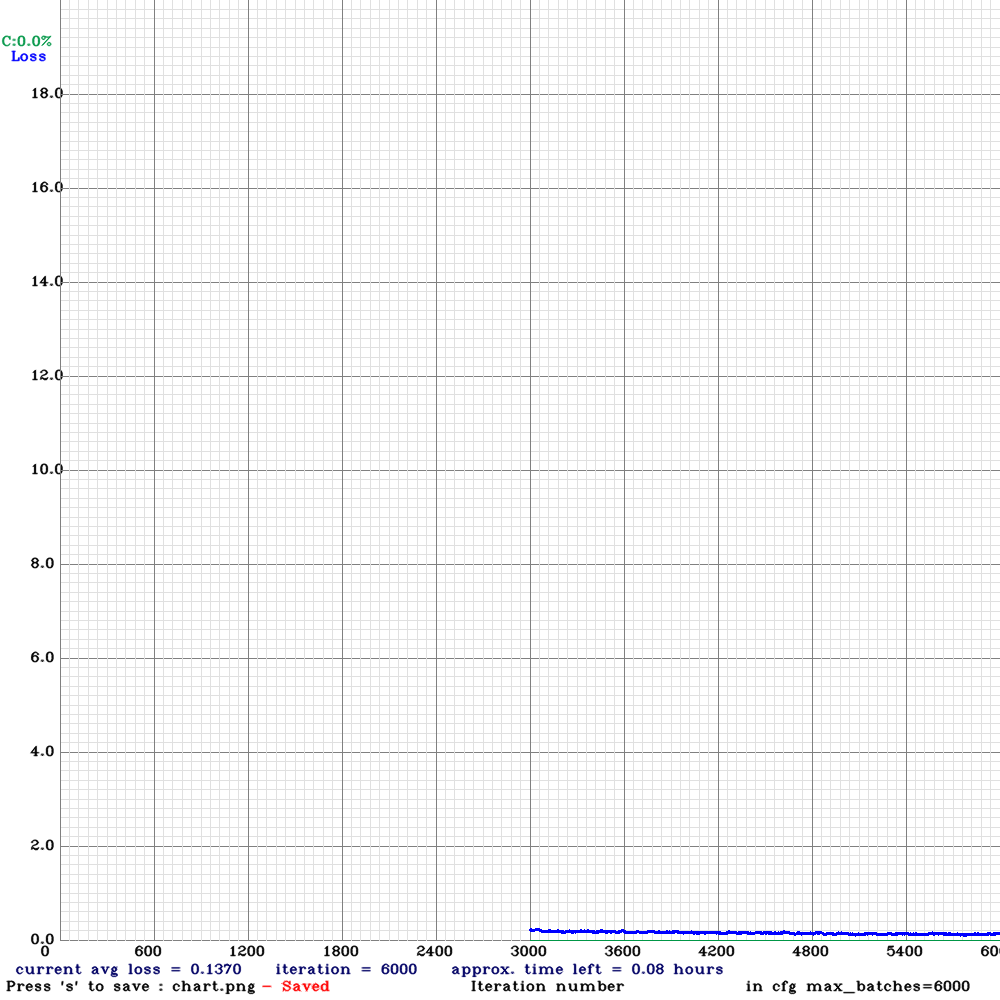 C:0.0%
Loss
18.0
16.0
14.0
12.0
10.0
8.0
6.0
4.0
2.0
0.0
0 600 1200 1800 2400 3000 3600 4200 4800 5400 60
current avg loss = 0.1370 iteration = 6000 approx. time left = 0.08 hours
Press 's' to save : chart.png - Saved Iteration number in cfg max_batches=6000